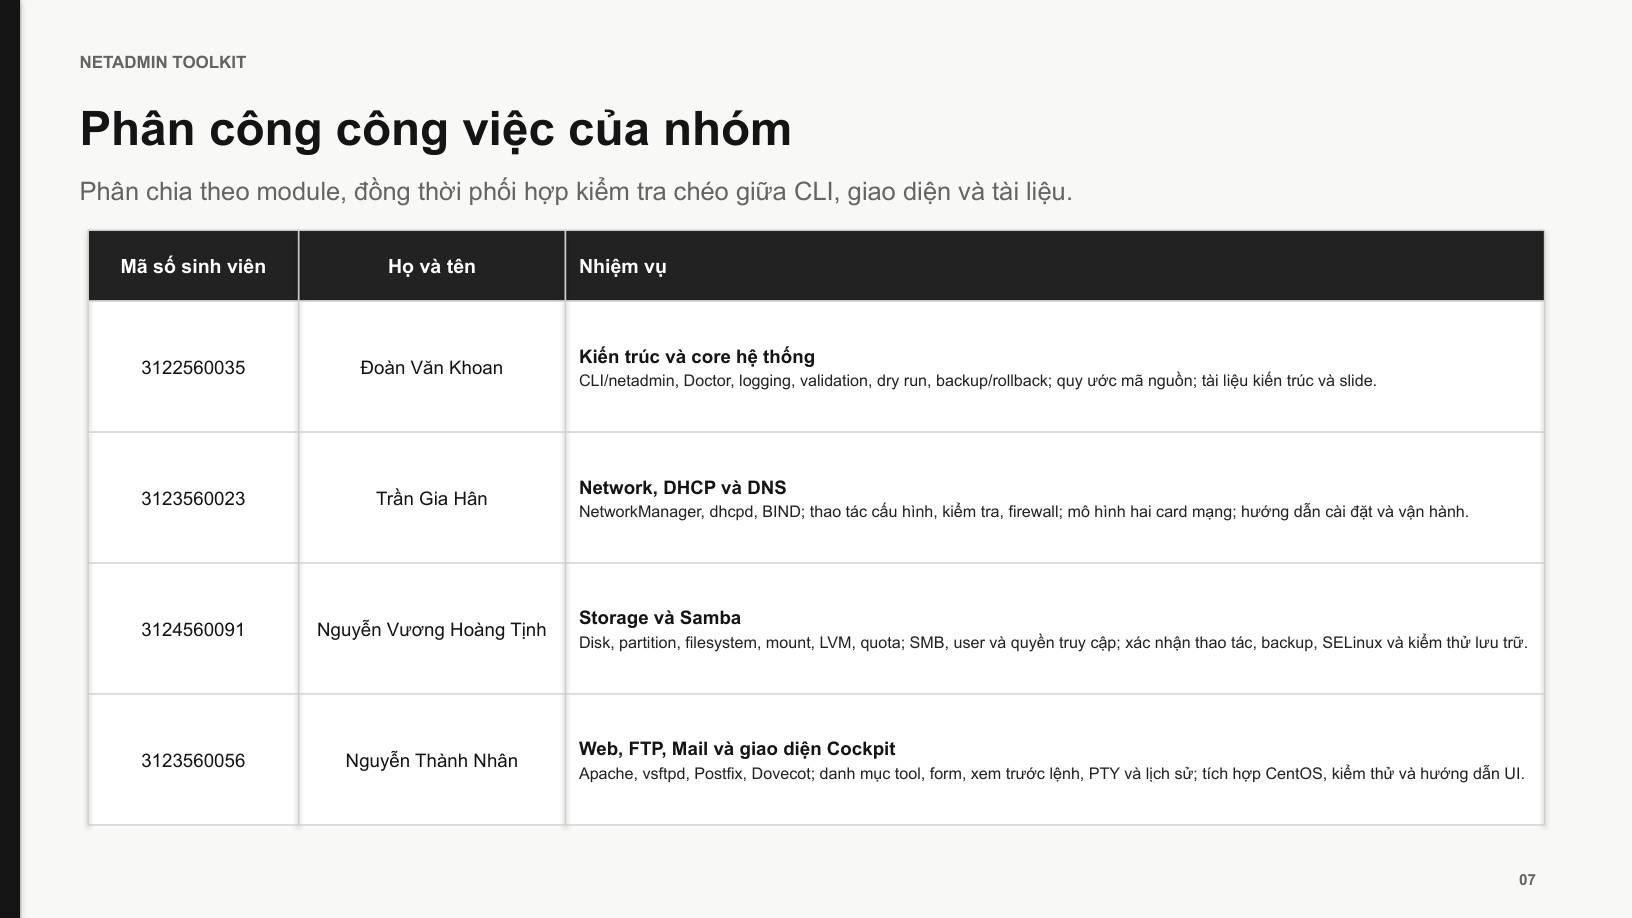 NETADMIN TOOLKIT
Phân công công việc của nhóm
Phân chia theo module, đồng thời phối hợp kiểm tra chéo giữa CLI, giao diện và tài liệu.
Mã số sinh viên	Họ và tên	Nhiệm vụ
3122560035	Đoàn Văn Khoan	Kiến trúc và core hệ thống
CLI/netadmin, Doctor, logging, validation, dry run, backup/rollback; quy ước mã nguồn; tài liệu kiến trúc và slide.
3123560023	Trần Gia Hân	Network, DHCP và DNS
NetworkManager, dhcpd, BIND; thao tác cấu hình, kiểm tra, firewall; mô hình hai card mạng; hướng dẫn cài đặt và vận hành.
3124560091	Nguyễn Vương Hoàng Tịnh	Storage và Samba
Disk, partition, filesystem, mount, LVM, quota; SMB, user và quyền truy cập; xác nhận thao tác, backup, SELinux và kiểm thử lưu trữ.
3123560056	Nguyễn Thành Nhân	Web, FTP, Mail và giao diện Cockpit
Apache, vsftpd, Postfix, Dovecot; danh mục tool, form, xem trước lệnh, PTY và lịch sử; tích hợp CentOS, kiểm thử và hướng dẫn UI.
07